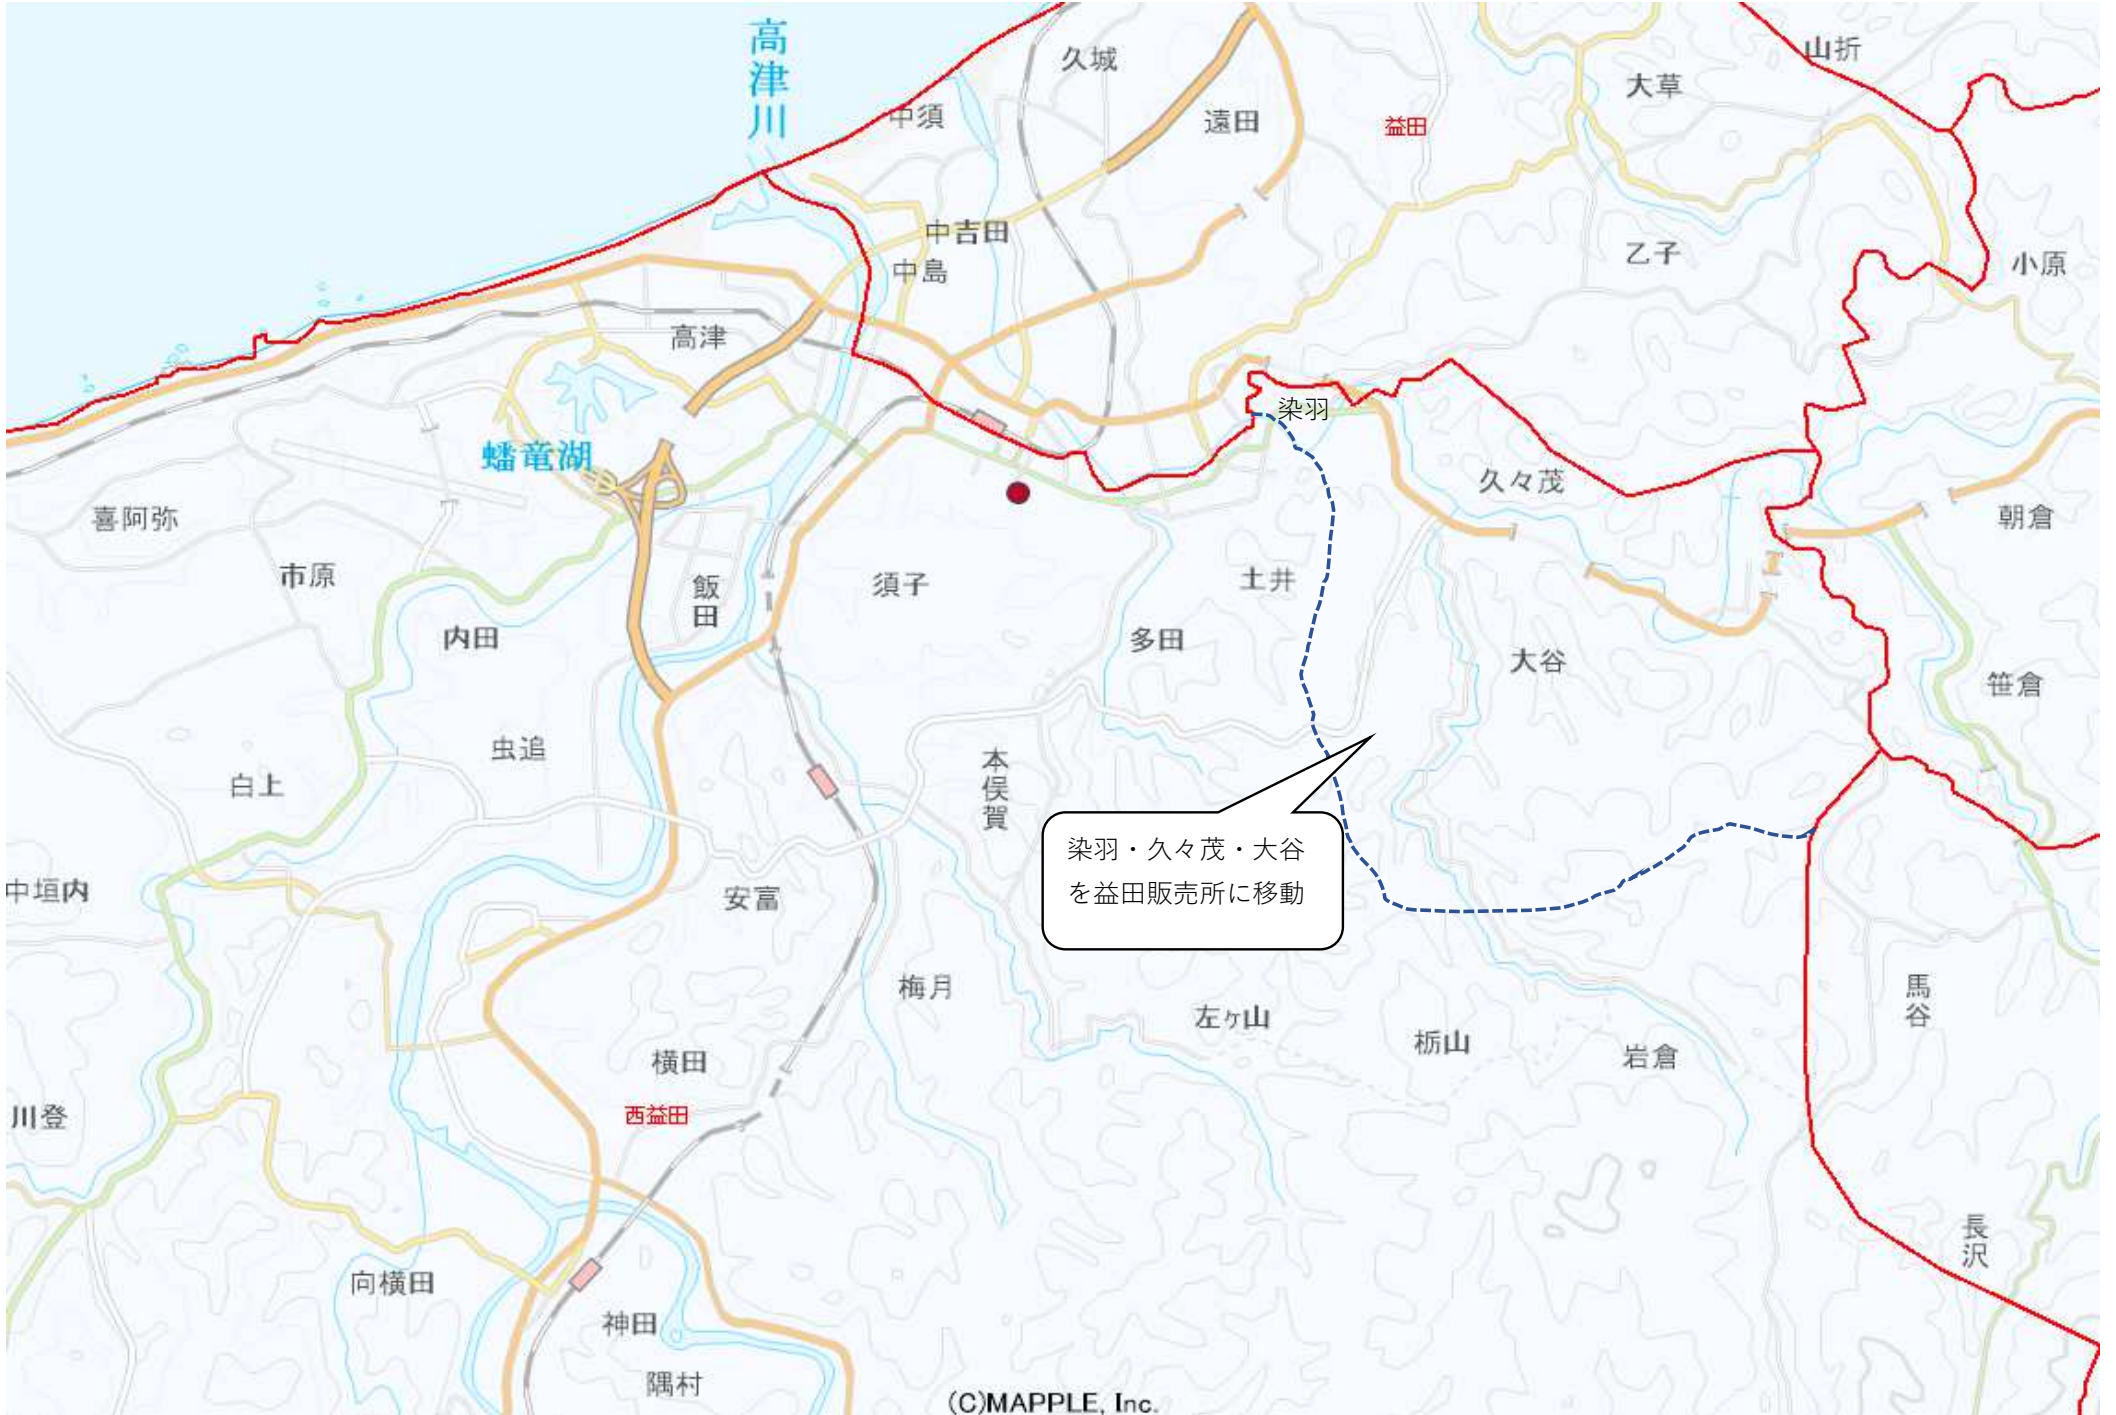 高津川
久城
山折
大草
中須
遠田
益田
中吉田
乙子
小原
中島
高津
染羽
蟠竜湖
久々茂
喜阿弥
朝倉
市原
飯田
須子
土井
内田
多田
大谷
笹倉
虫追
白上
本俣賀
染羽・久々茂・大谷
を益田販売所に移動
中垣内
安富
梅月
左ヶ山
馬谷
栃山
横田
岩倉
西益田
川登
長沢
向横田
神田
隅村
(C)MAPPLE, Inc.